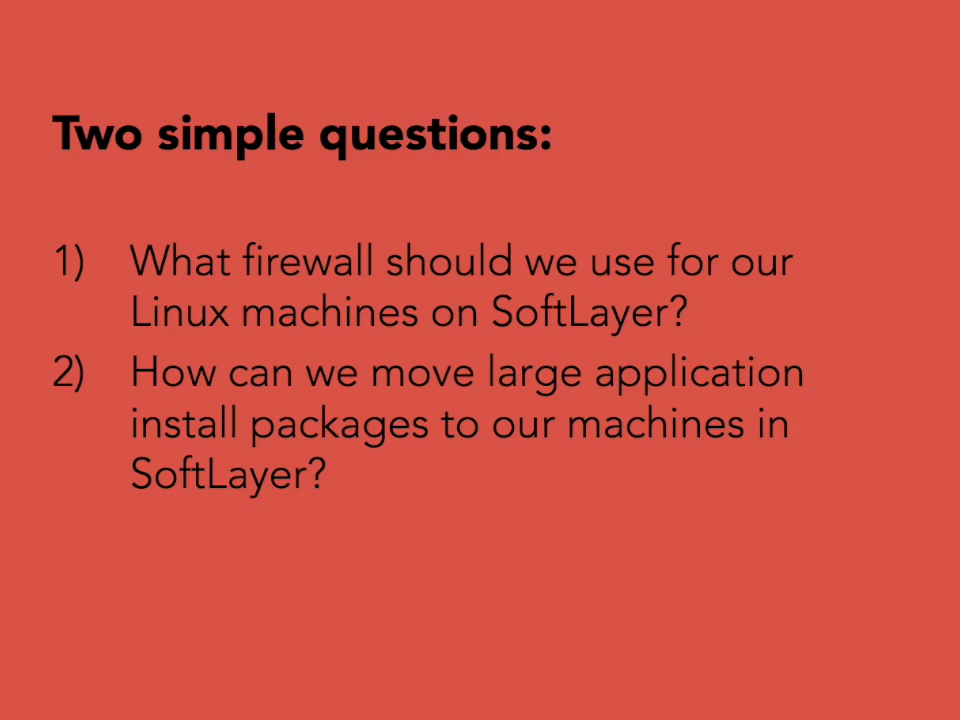 Two simple questions:
1) What firewall should we use for our
Linux machines on SoftLayer?
2) How can we move large application
install packages to our machines in
SoftLayer?